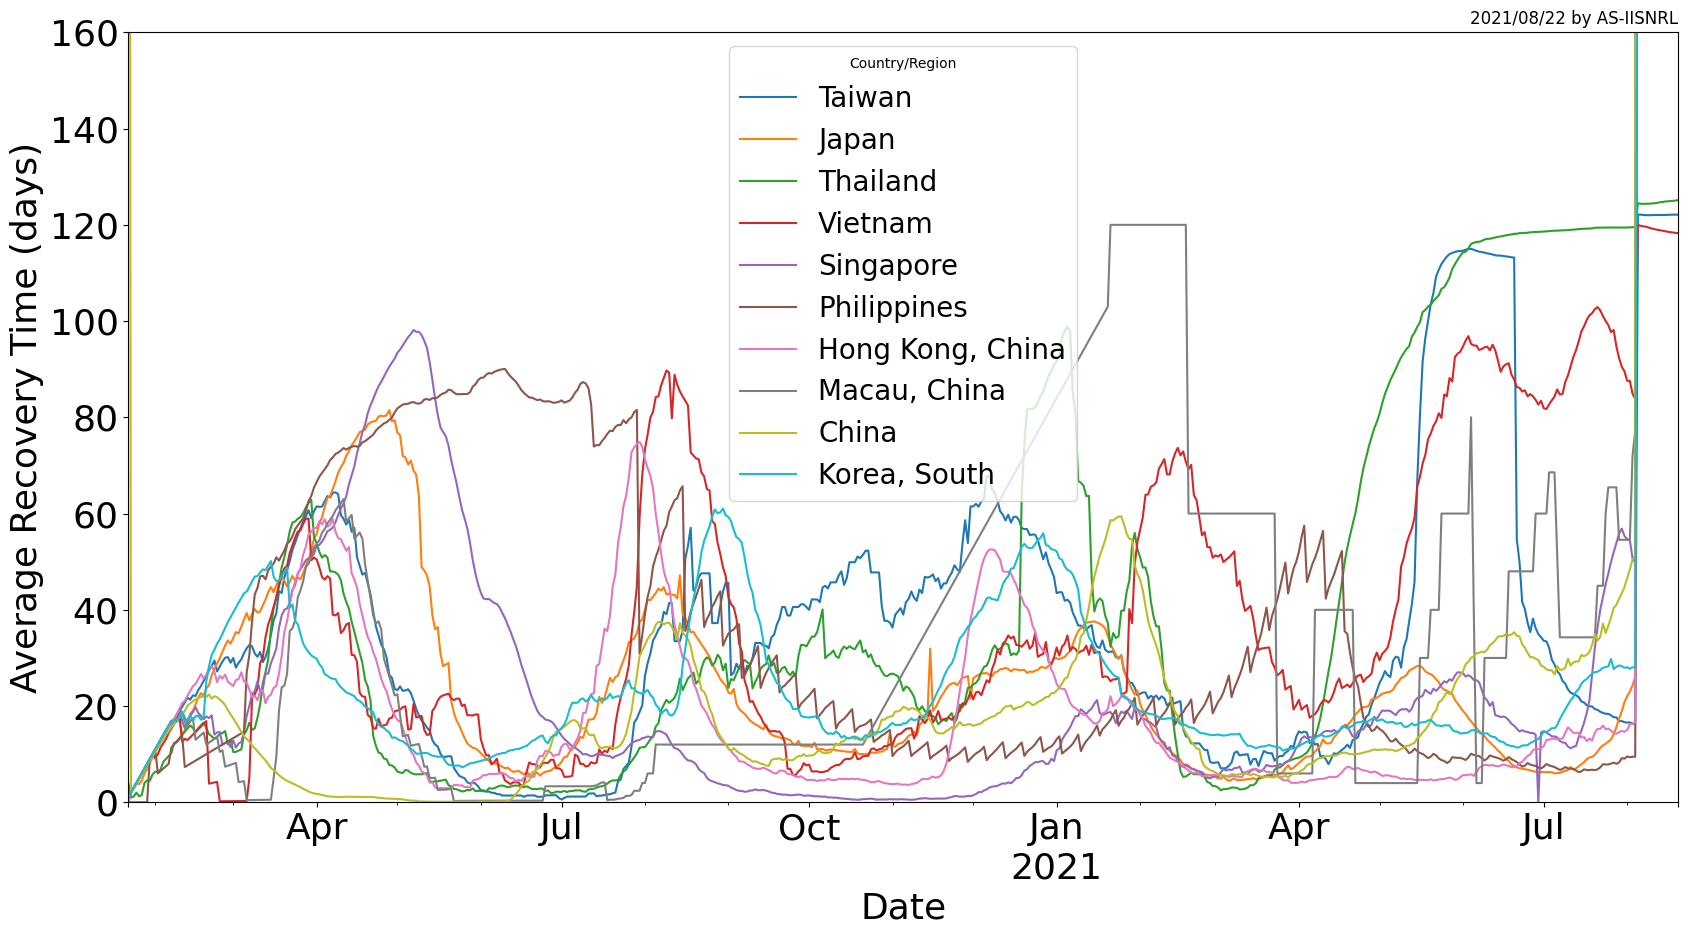 2021/08/22 by AS-IISNRL
Average Recovery Time (days)
160
140
120
100
80
60
40
20
0
Country/Region
Taiwan
Japan
Thailand
Vietnam
Singapore
Philippines
Hong Kong, China
Macau, China
China
Korea, South
Apr
Jul
Oct
Jan
2021
Apr
Jul
Date